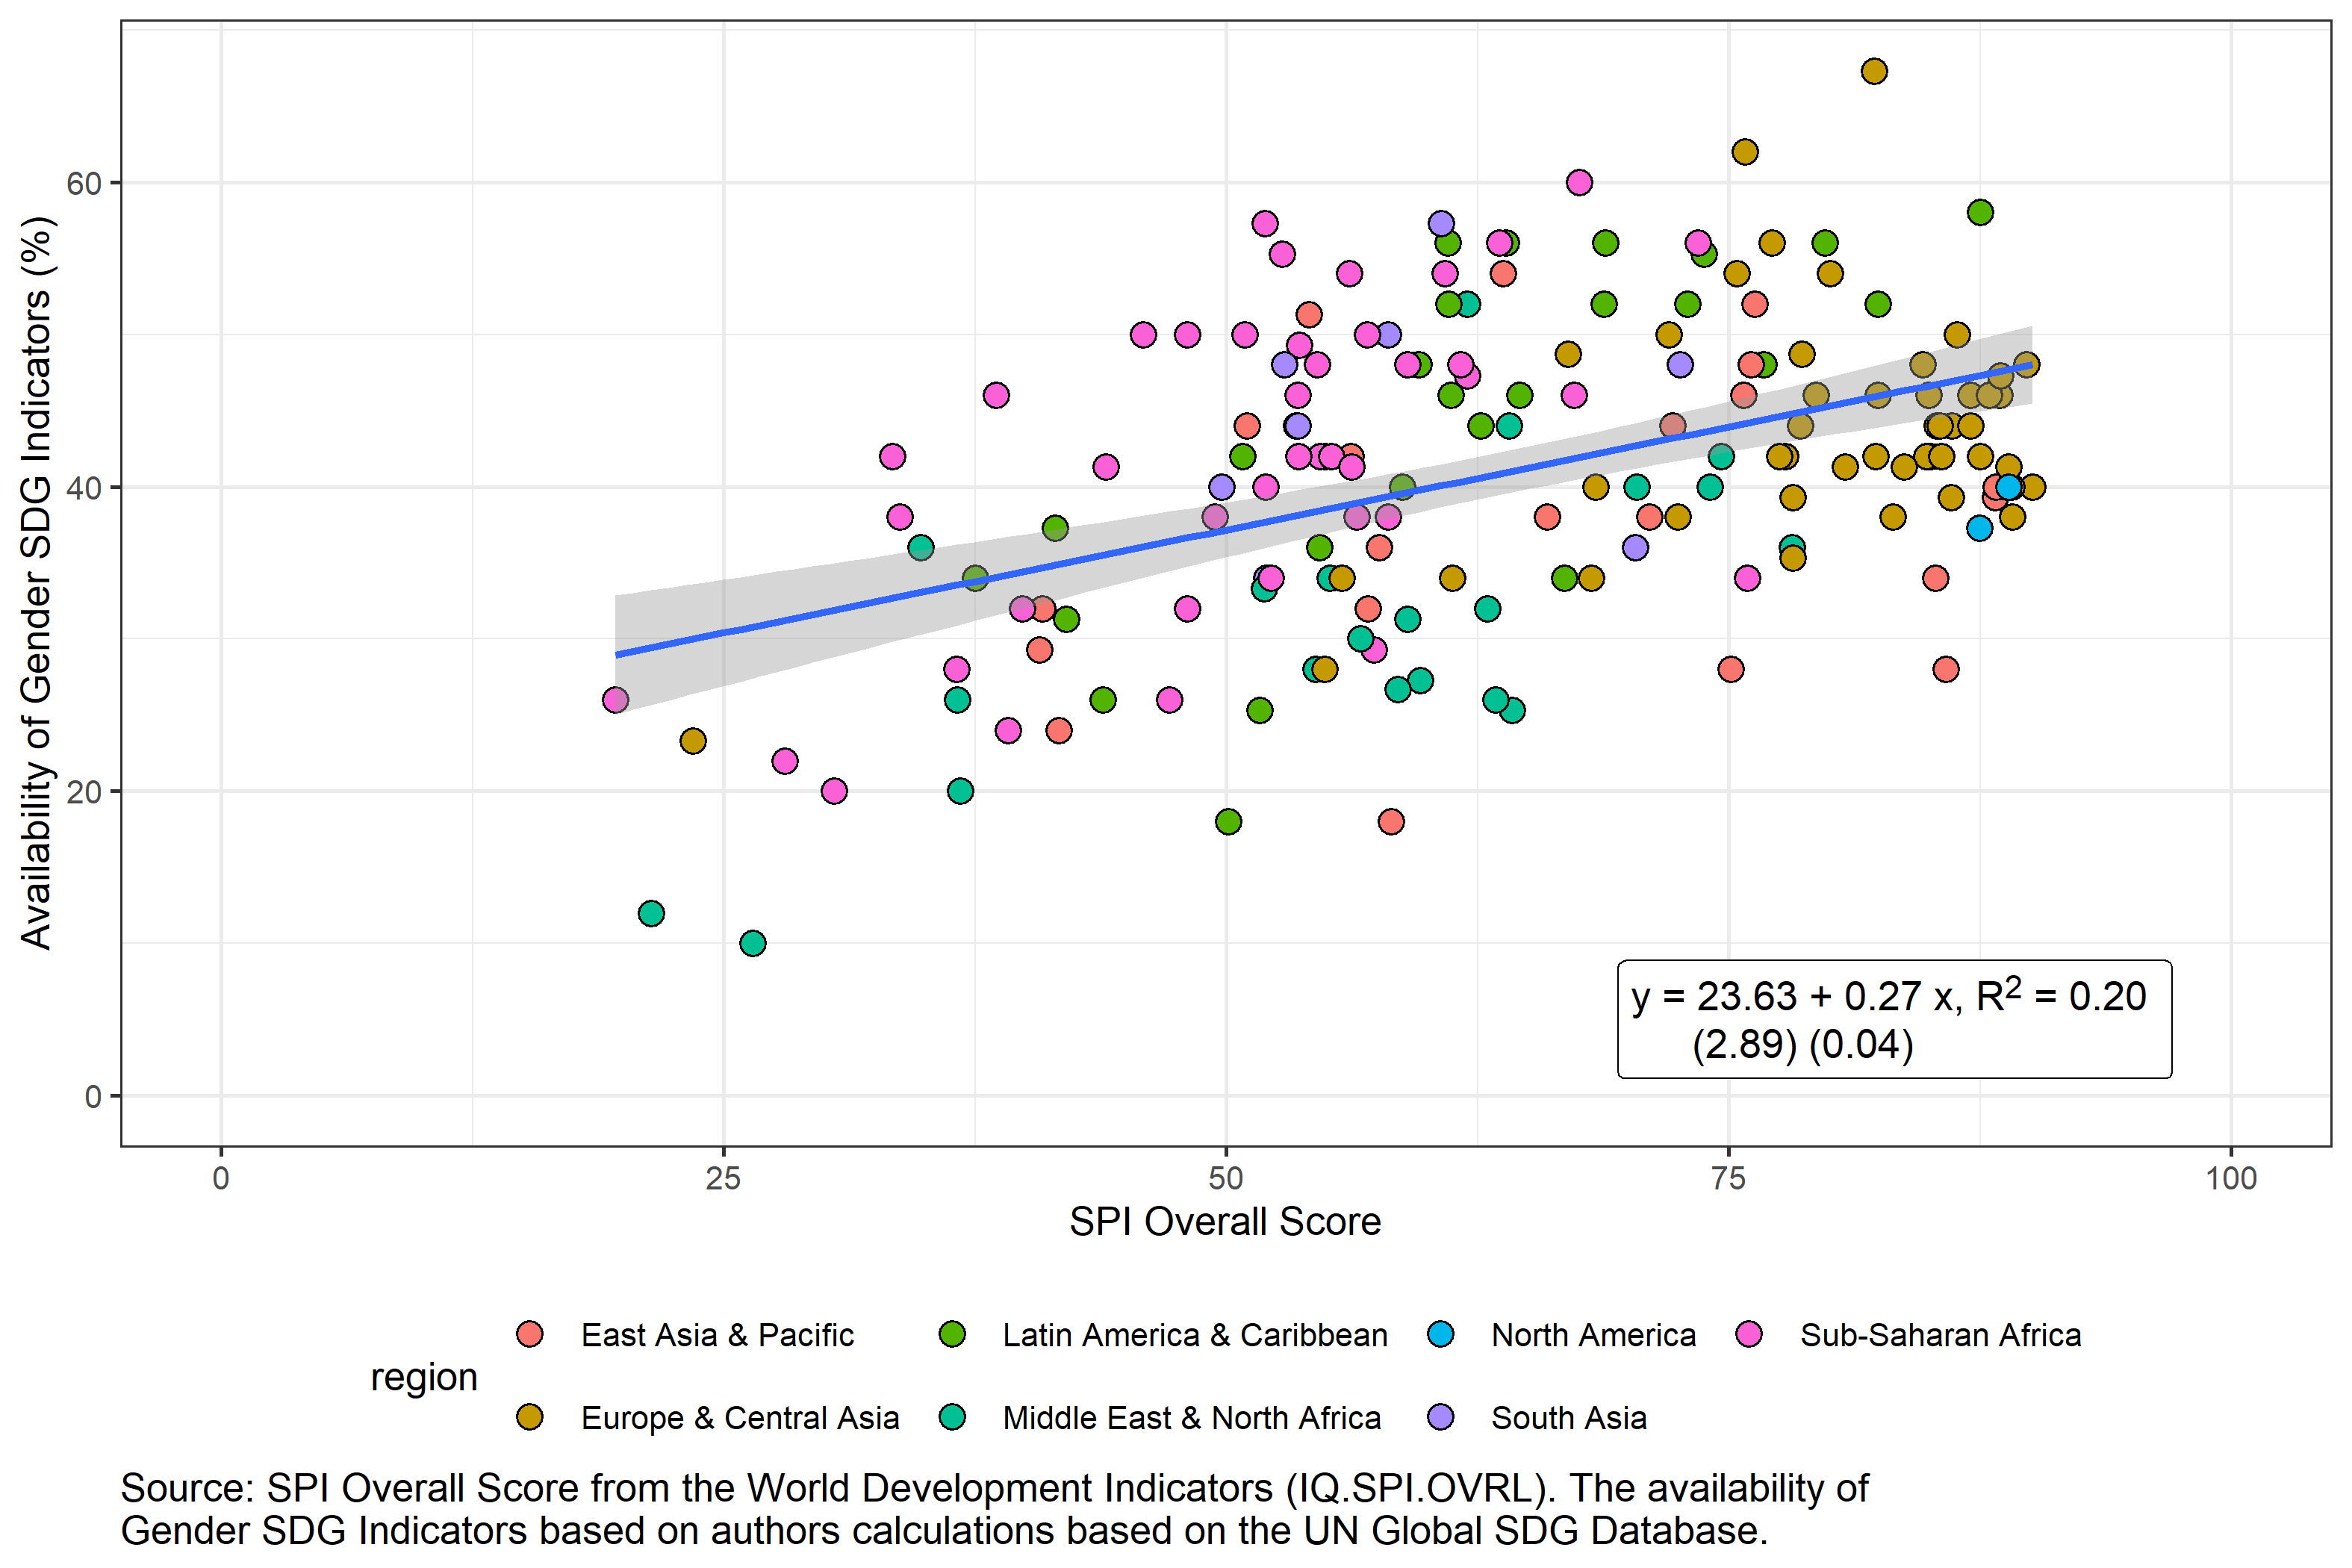 Availability of Gender SDG Indicators (%)
60
40
20
0
y = 23.63 + 0.27 x, R² = 0.20
(2.89) (0.04)
0 25 50 75 100
SPI Overall Score
region
East Asia & Pacific Latin America & Caribbean North America Sub-Saharan Africa
Europe & Central Asia Middle East & North Africa South Asia
Source: SPI Overall Score from the World Development Indicators (IQ.SPI.OVRL). The availability of
Gender SDG Indicators based on authors calculations based on the UN Global SDG Database.